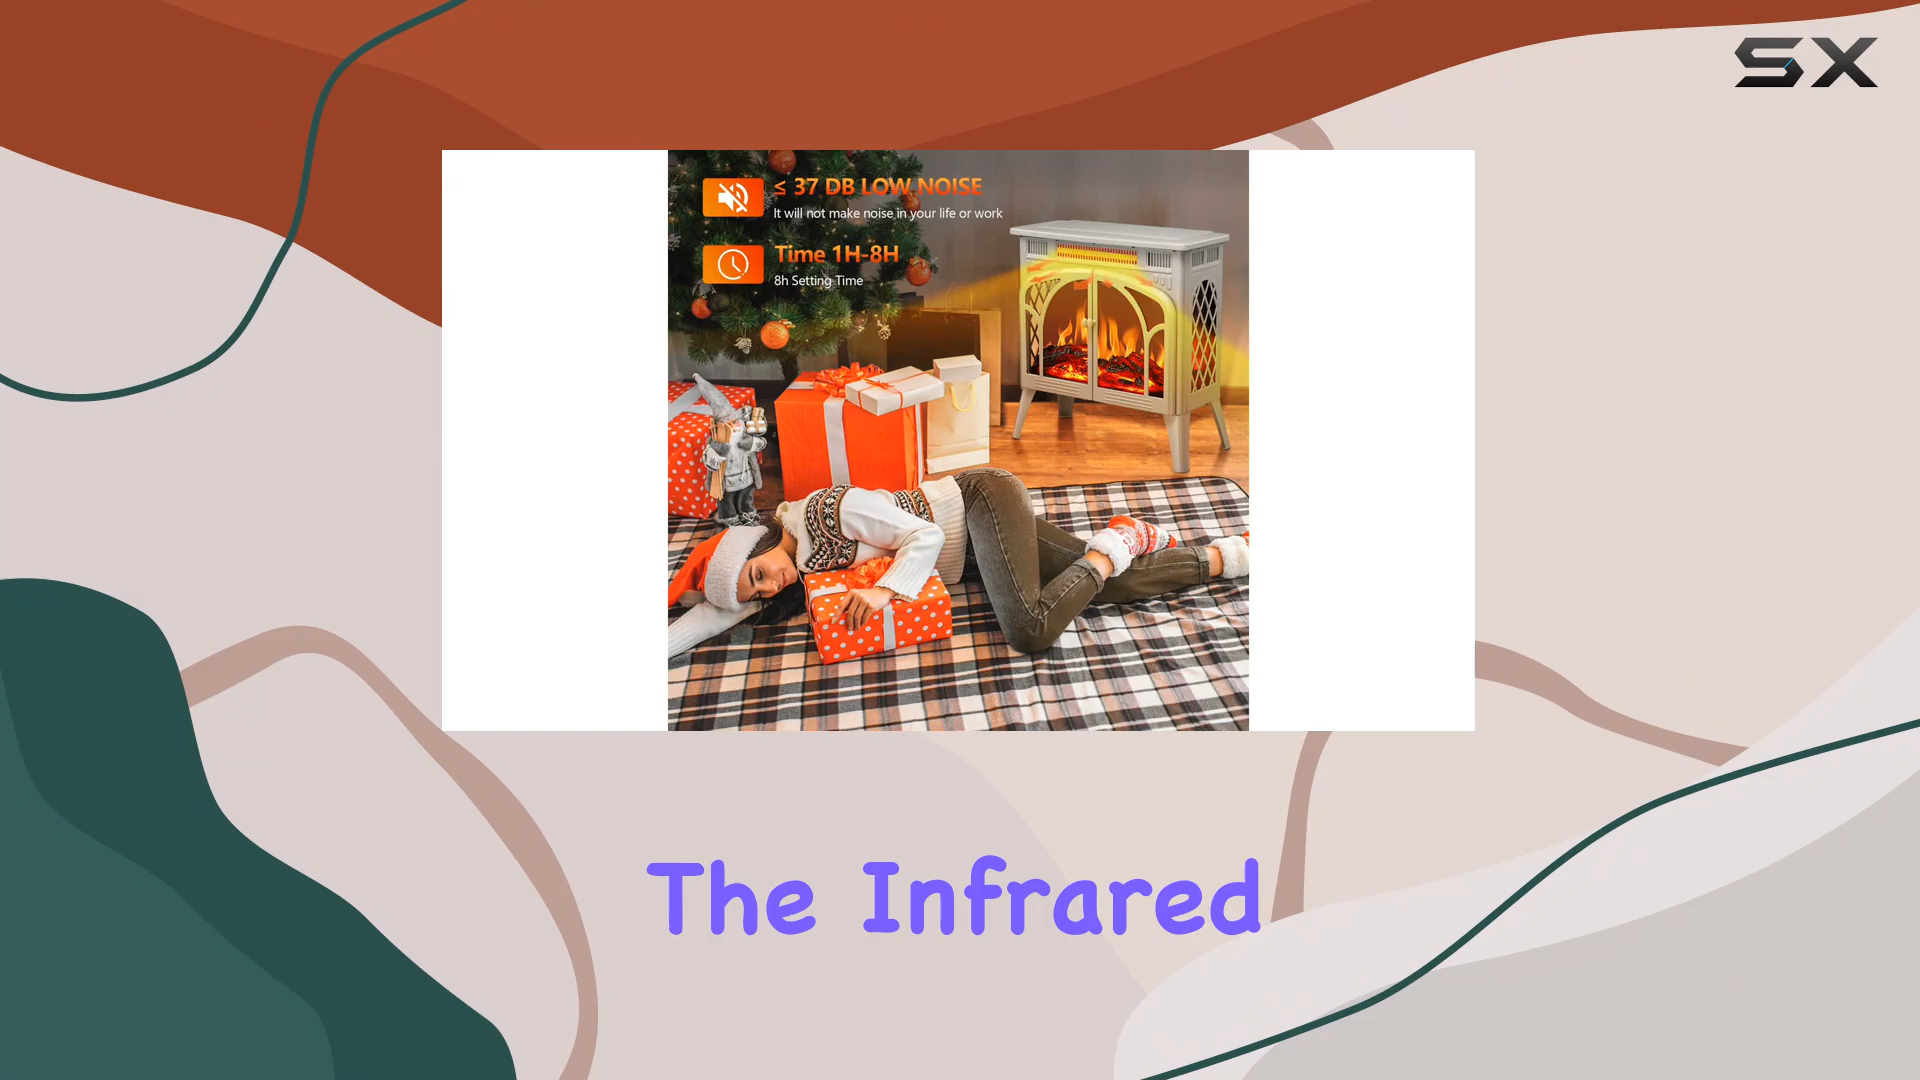 SX
≤ 37 DB LOW NOISE
It will not make noise in your life or work
Time 1H-8H
8h Setting Time
The Infrared